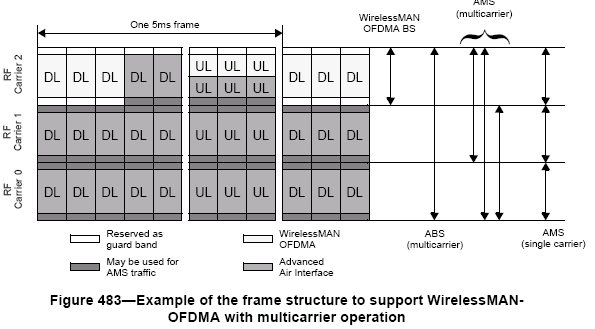 AMS
(multicarrier)
One 5ms frame
WirelessMAN
OFDMA BS
RF
Carrier 2
DL DL DL DL DL UL UL UL DL DL DL
UL UL UL
RF
Carrier 1
DL DL DL DL DL UL UL UL DL DL DL
RF
Carrier 0
DL DL DL DL DL UL UL UL DL DL DL
Reserved as
guard band
WirelessMAN
OFDMA
ABS
(multicarrier)
AMS
(single carrier)
May be used for
AMS traffic
Advanced
Air Interface
Figure 483—Example of the frame structure to support WirelessMAN-
OFDMA with multicarrier operation